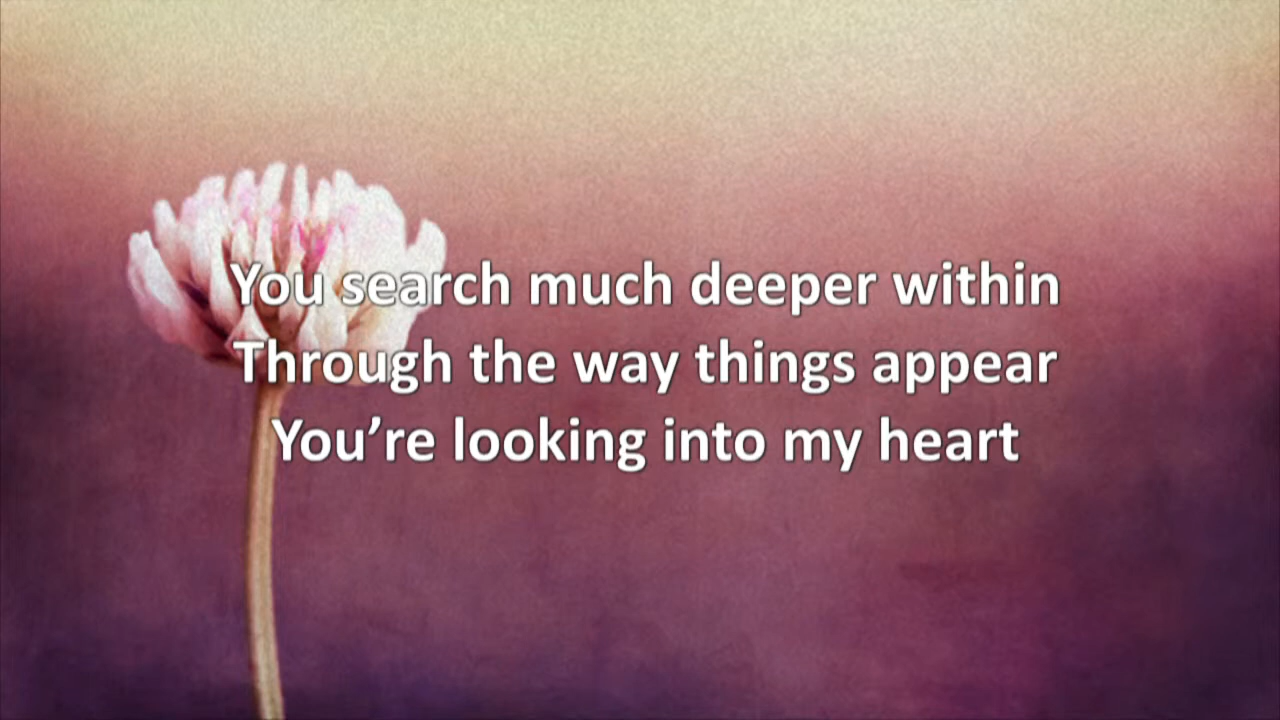 You search much deeper within
Through the way things appear
You’re looking into my heart